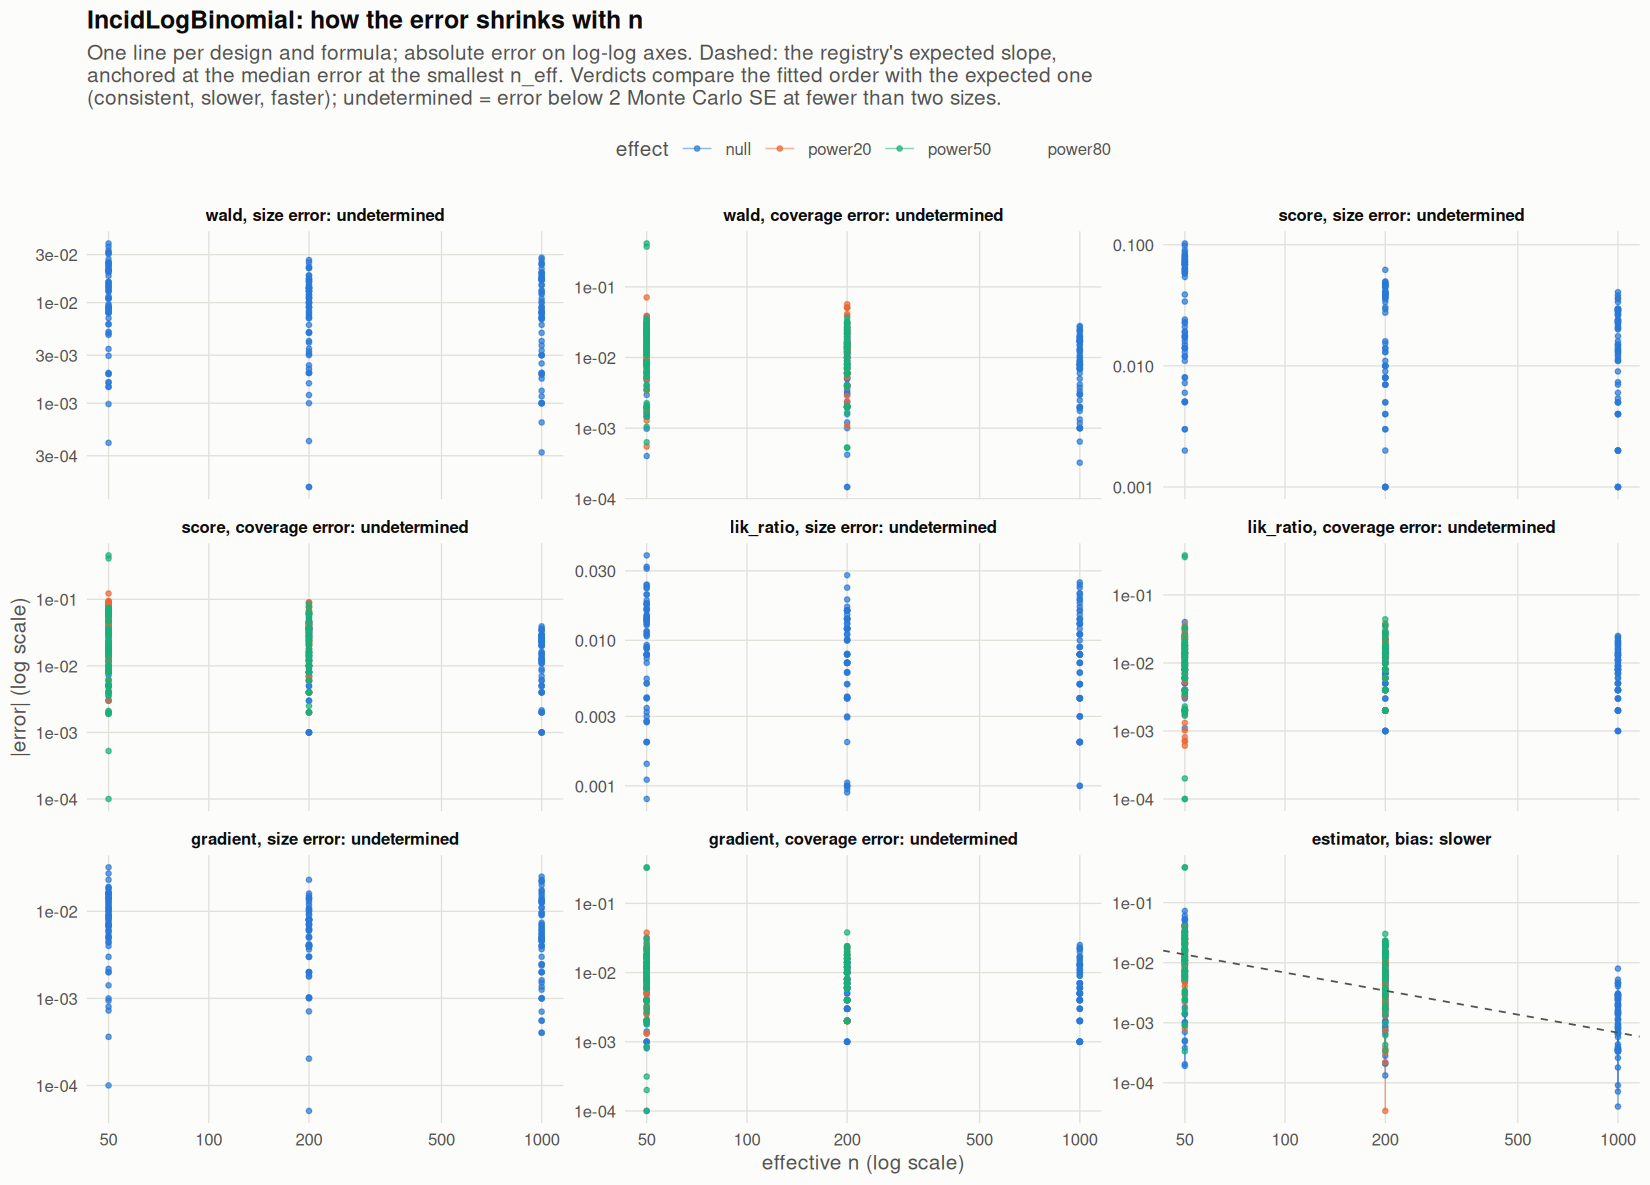 IncidLogBinomial: how the error shrinks with n
One line per design and formula; absolute error on log-log axes. Dashed: the registry's expected slope,
anchored at the median error at the smallest n_eff. Verdicts compare the fitted order with the expected one
(consistent, slower, faster); undetermined = error below 2 Monte Carlo SE at fewer than two sizes.
effect null power20 power50 power80
wald, size error: undetermined
3e-02
1e-02
3e-03
1e-03
3e-04
wald, coverage error: undetermined
1e-01
1e-02
1e-03
1e-04
score, size error: undetermined
0.100
0.010
0.001
|error| (log scale)
score, coverage error: undetermined
1e-01
1e-02
1e-03
1e-04
lik_ratio, size error: undetermined
0.030
0.010
0.003
0.001
lik_ratio, coverage error: undetermined
1e-01
1e-02
1e-03
1e-04
gradient, size error: undetermined
1e-02
1e-03
1e-04
50 100 200 500 1000
gradient, coverage error: undetermined
1e-01
1e-02
1e-03
1e-04
50 100 200 500 1000
estimator, bias: slower
1e-01
1e-02
1e-03
1e-04
50 100 200 500 1000
effective n (log scale)